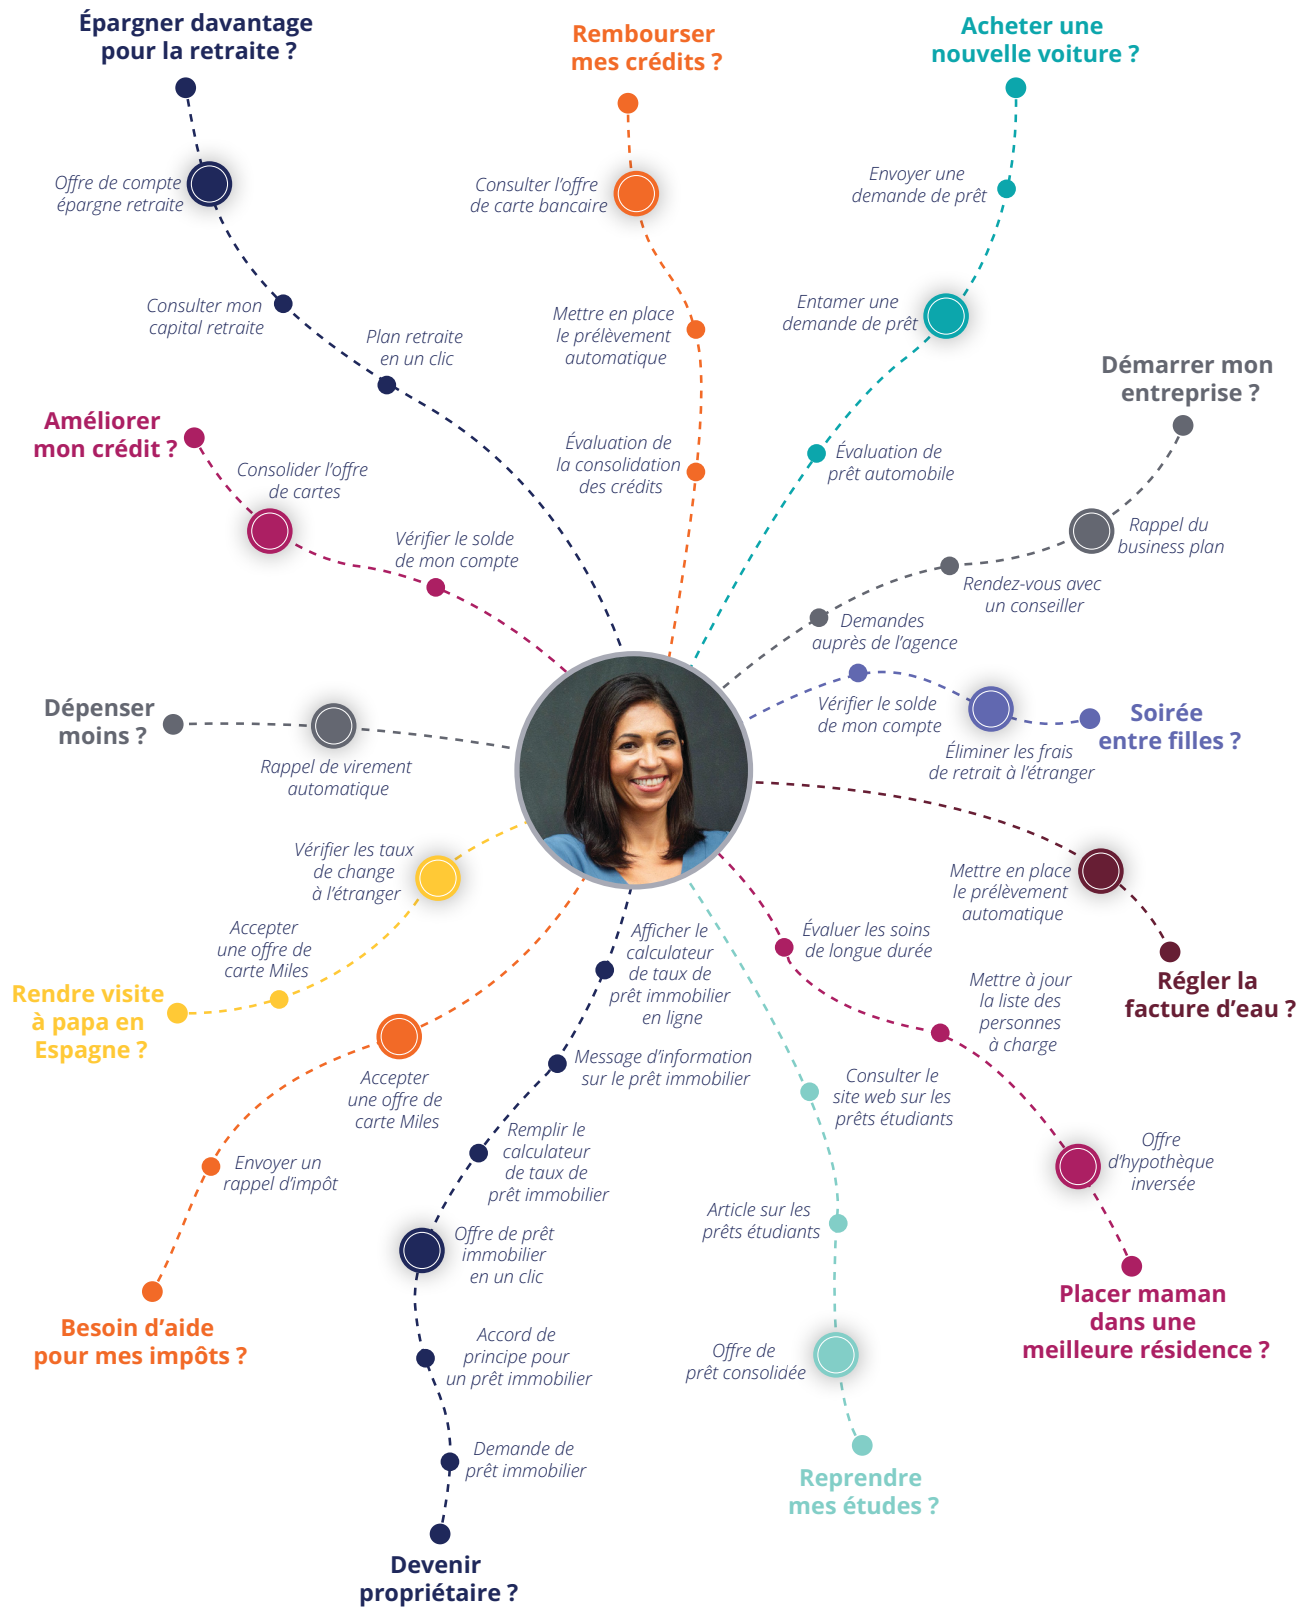 Épargner davantage
pour la retraite ?
Offre de compte
épargne retraite
Consulter mon
capital retraite
Plan retraite
en un clic
Rembourser
mes crédits ?
Consulter l’offre
de carte bancaire
Mettre en place
le prélèvement
automatique
Évaluation de
la consolidation
des crédits
Acheter une
nouvelle voiture ?
Envoyer une
demande de prêt
Entamer une
demande de prêt
Évaluation de
prêt automobile
Démarrer mon
entreprise ?
Rappel du
business plan
Rendez-vous avec
un conseiller
Demandes
auprès de l’agence
Améliorer
mon crédit ?
Consolider l’offre
de cartes
Vérifier le solde
de mon compte
Dépenser
moins ?
Rappel de virement
automatique
Vérifier le solde
de mon compte
Éliminer les frais
de retrait à l’étranger
Soirée
entre filles ?
Mettre en place
le prélèvement
automatique
Régler la
facture d’eau ?
Vérifier les taux
de change
à l’étranger
Accepter
une offre de
carte Miles
Rendre visite
à papa en
Espagne ?
Accepter
une offre de
carte Miles
Envoyer un
rappel d’impôt
Besoin d’aide
pour mes impôts ?
Afficher le
calculateur
de taux de
prêt immobilier
en ligne
Message d’information
sur le prêt immobilier
Remplir le
calculateur
de taux de
prêt immobilier
Offre de prêt
immobilier
en un clic
Accord de
principe pour
un prêt immobilier
Demande de
prêt immobilier
Devenir
propriétaire ?
Évaluer les soins
de longue durée
Mettre à jour
la liste des
personnes
à charge
Offre
d’hypothèque
inversée
Placer maman
dans une
meilleure résidence ?
Consulter le
site web sur les
prêts étudiants
Article sur les
prêts étudiants
Offre de
prêt consolidée
Reprendre
mes études ?